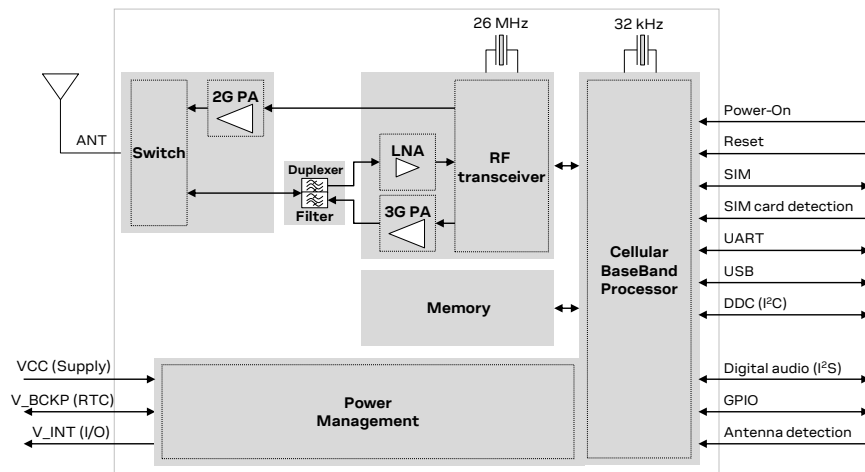 26 MHz
32 kHz
2G PA
ANT
Switch
Duplexer
Filter
LNA
3G PA
RF
transceiver
Memory
Cellular
BaseBand
Processor
Power-On
Reset
SIM
SIM card detection
UART
USB
DDC (I²C)
Digital audio (I²S)
GPIO
Antenna detection
VCC (Supply)
V_BCKP (RTC)
V_INT (I/O)
Power
Management